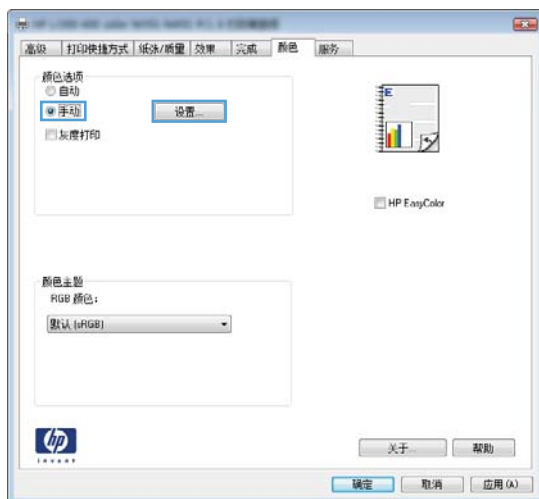 高级 打印快捷方式 纸张/质量 效果 完成 颜色 服务
颜色选项
自动
手动 设置...
灰度打印
E
HP EasyColor
颜色主题
RGB 颜色：
默认 (sRGB)
hp
invent
关于... 帮助
确定 取消 应用 (A)